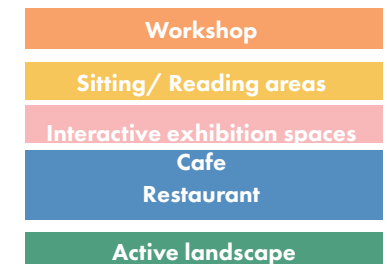 Workshop
Sitting/ Reading areas
Interactive exhibition spaces
Cafe
Restaurant
Active landscape